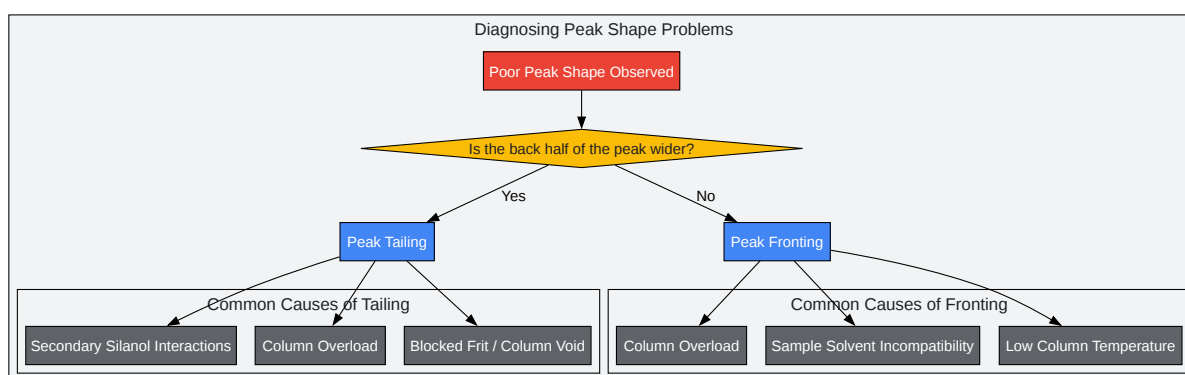 Diagnosing Peak Shape Problems
Poor Peak Shape Observed
Is the back half of the peak wider?
Yes
No
Peak Tailing
Peak Fronting
Common Causes of Tailing
Common Causes of Fronting
Secondary Silanol Interactions
Column Overload
Blocked Frit / Column Void
Column Overload
Sample Solvent Incompatibility
Low Column Temperature